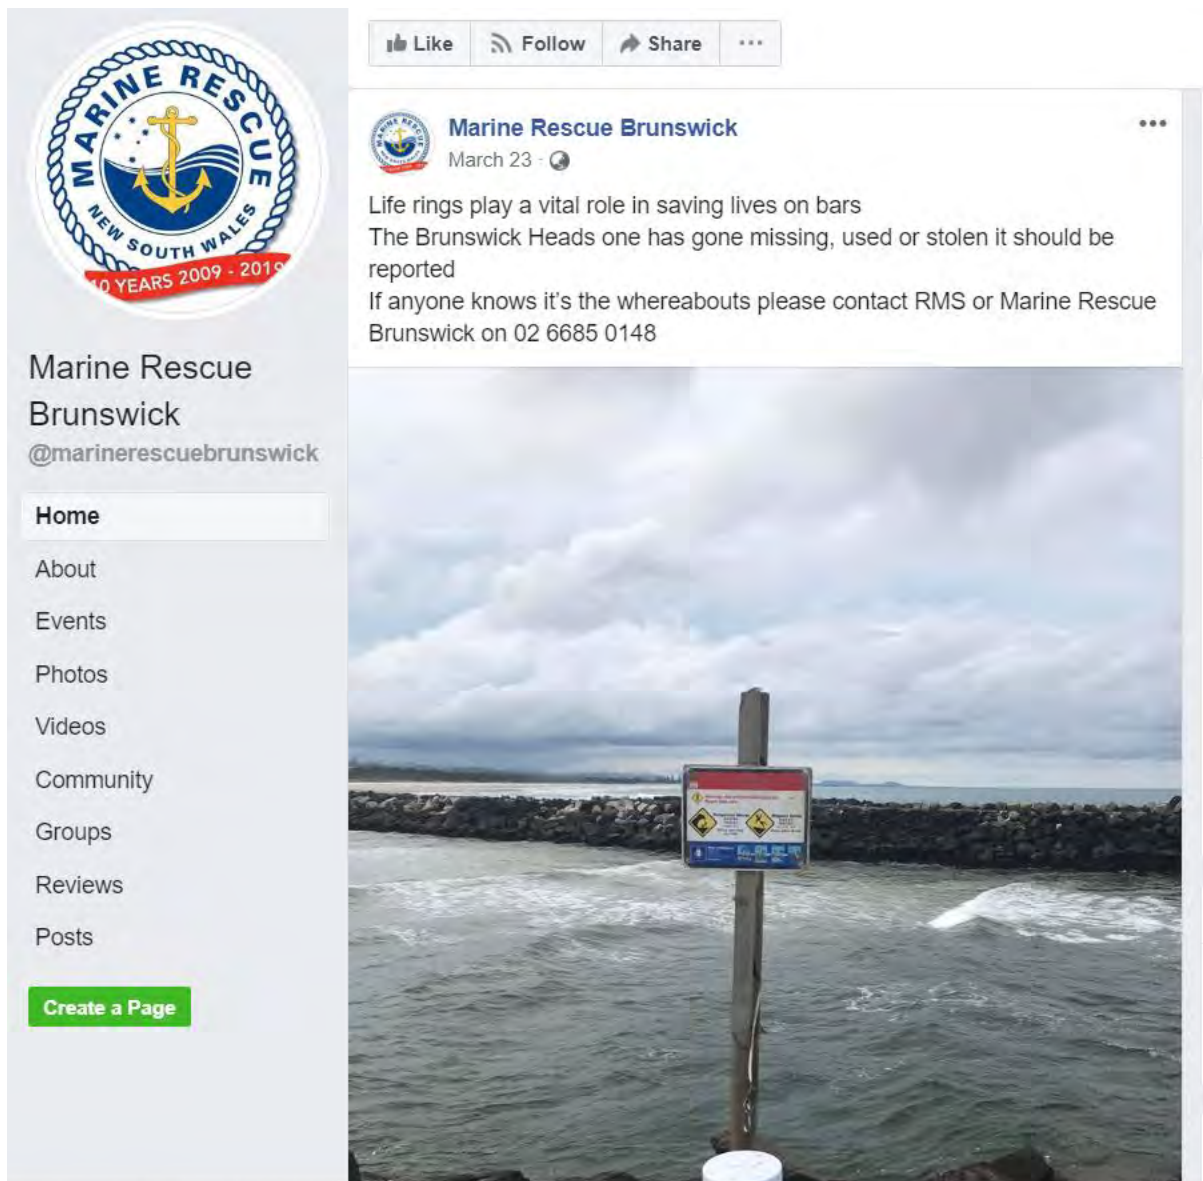 MARINE RESCUE
NEW SOUTH WALES
10 YEARS 2009 - 2019
Marine Rescue
Brunswick
@marinerescuebrunswick
Home
About
Events
Photos
Videos
Community
Groups
Reviews
Posts
Create a Page
Like Follow Share
Marine Rescue Brunswick
March 23
Life rings play a vital role in saving lives on bars
The Brunswick Heads one has gone missing, used or stolen it should be
reported
If anyone knows it's the whereabouts please contact RMS or Marine Rescue
Brunswick on 02 6685 0148